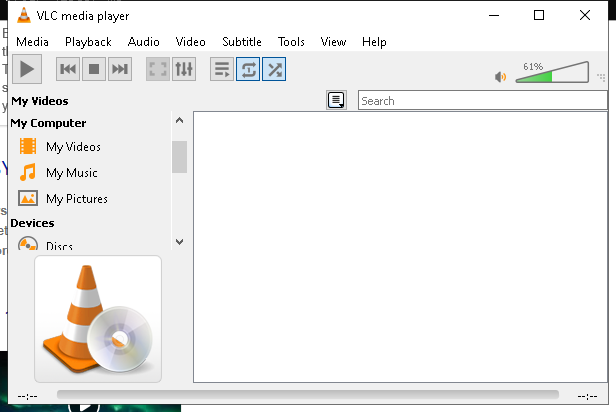 VLC media player
Media Playback Audio Video Subtitle Tools View Help
61%
My Videos
Search
My Computer
My Videos
My Music
My Pictures
Devices
Discs
--:--
--:--